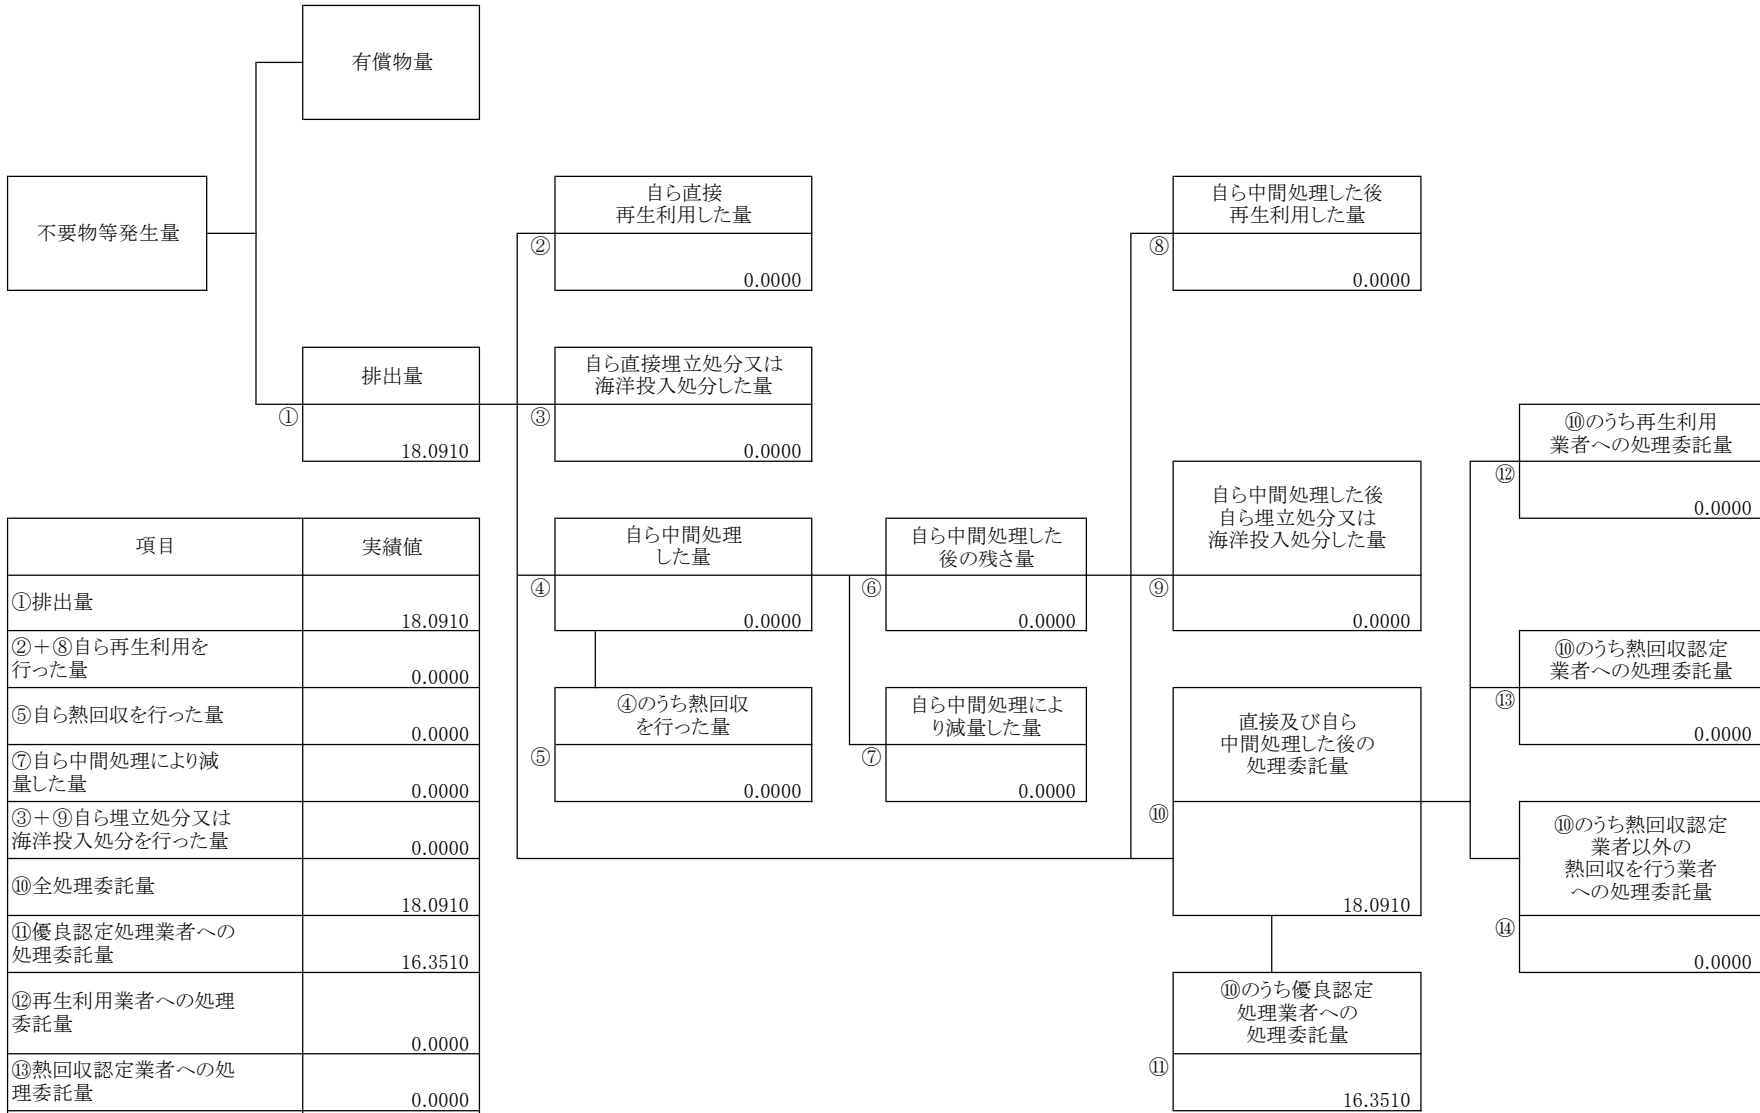 有償物量
不要物等発生量
自ら直接
再生利用した量
②
0.0000
自ら中間処理した後
再生利用した量
⑧
0.0000
排出量
①
18.0910
自ら直接埋立処分又は
海洋投入処分した量
③
0.0000
⑩のうち再生利用
業者への処理委託量
⑫
0.0000
自ら中間処理
した量
④
0.0000
自ら中間処理した
後の残さ量
⑥
0.0000
自ら中間処理した後
自ら埋立処分又は
海洋投入処分した量
⑨
0.0000
⑩のうち熱回収認定
業者への処理委託量
⑬
0.0000
④のうち熱回収
を行った量
⑤
0.0000
自ら中間処理によ
り減量した量
⑦
0.0000
直接及び自ら
中間処理した後の
処理委託量
⑩
18.0910
⑩のうち熱回収認定
業者以外の
熱回収を行う業者
への処理委託量
⑭
0.0000
⑩のうち優良認定
処理業者への
処理委託量
⑪
16.3510
項目 実績値
①排出量
18.0910
②+⑧自ら再生利用を
行った量
0.0000
⑤自ら熱回収を行った量
0.0000
⑦自ら中間処理により減
量した量
0.0000
③+⑨自ら埋立処分又は
海洋投入処分を行った量
0.0000
⑩全処理委託量
18.0910
⑪優良認定処理業者への
処理委託量
16.3510
⑫再生利用業者への処理
委託量
0.0000
⑬熱回収認定業者への処
理委託量
0.0000